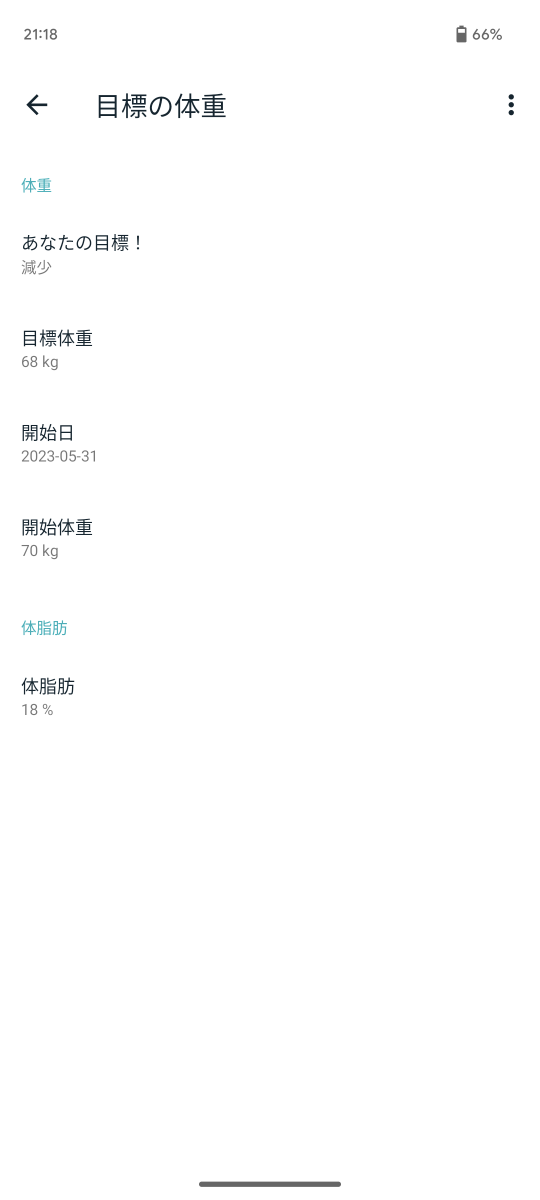 21:18
66%
目標の体重
体重
あなたの目標！
減少
目標体重
68 kg
開始日
2023-05-31
開始体重
70 kg
体脂肪
体脂肪
18 %